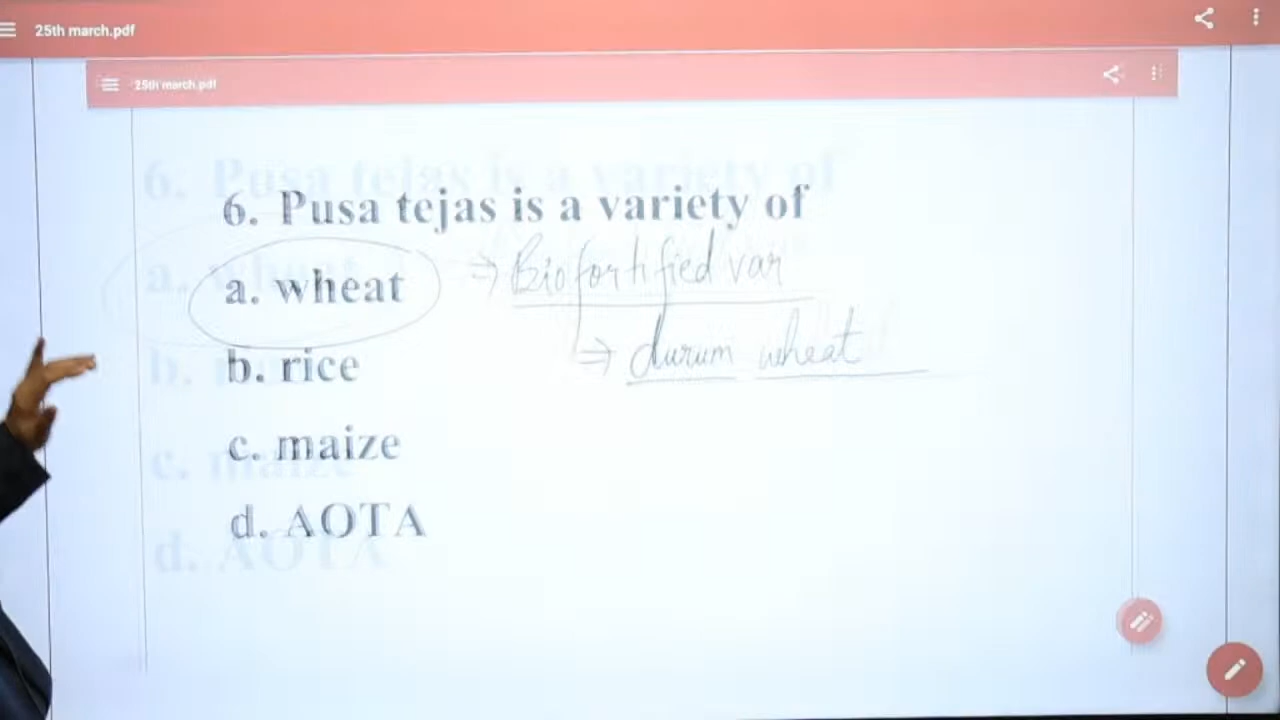 25th march.pdf
25th march.pdf
6. Pusa tejas is a variety of
a. wheat ⇒ Biofortified var
⇒ durum wheat
b. rice
c. maize
d. AOTA